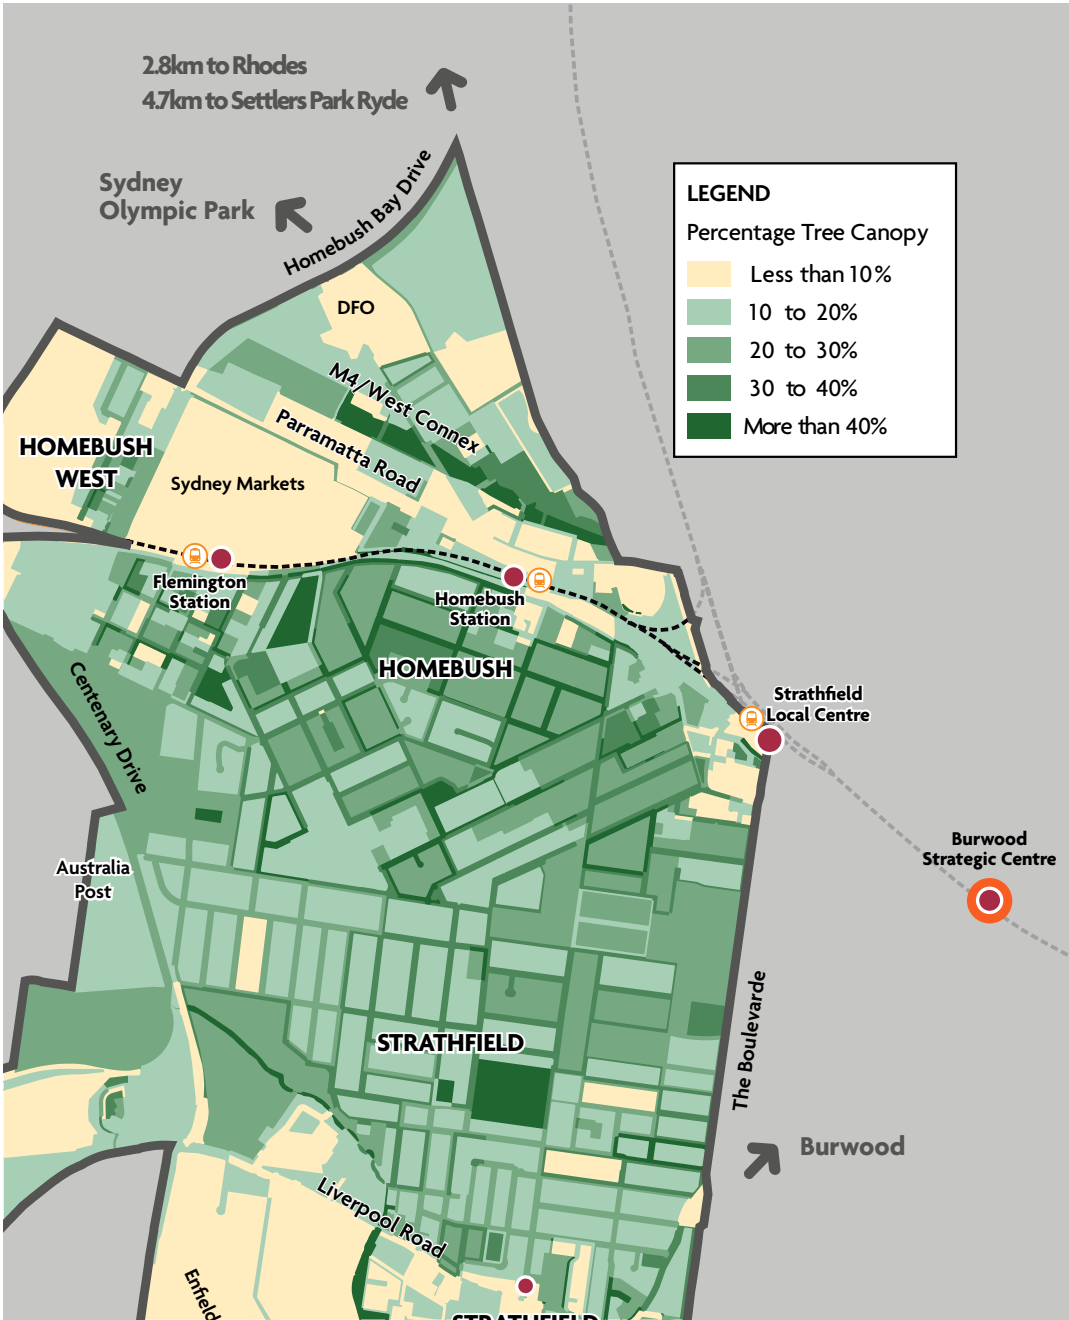 2.8km to Rhodes
4.7km to Settlers Park Ryde
Sydney
Olympic Park
Homebush Bay Drive
LEGEND
Percentage Tree Canopy
Less than 10%
10 to 20%
20 to 30%
30 to 40%
More than 40%
DFO
M4/West Connex
Parramatta Road
HOMEBUSH
WEST
Sydney Markets
Flemington
Station
Homebush
Station
HOMEBUSH
Centenary Drive
Strathfield
Local Centre
Burwood
Strategic Centre
Australia
Post
The Boulevarde
STRATHFIELD
Burwood
Liverpool Road
Enfield
STRATHFIELD